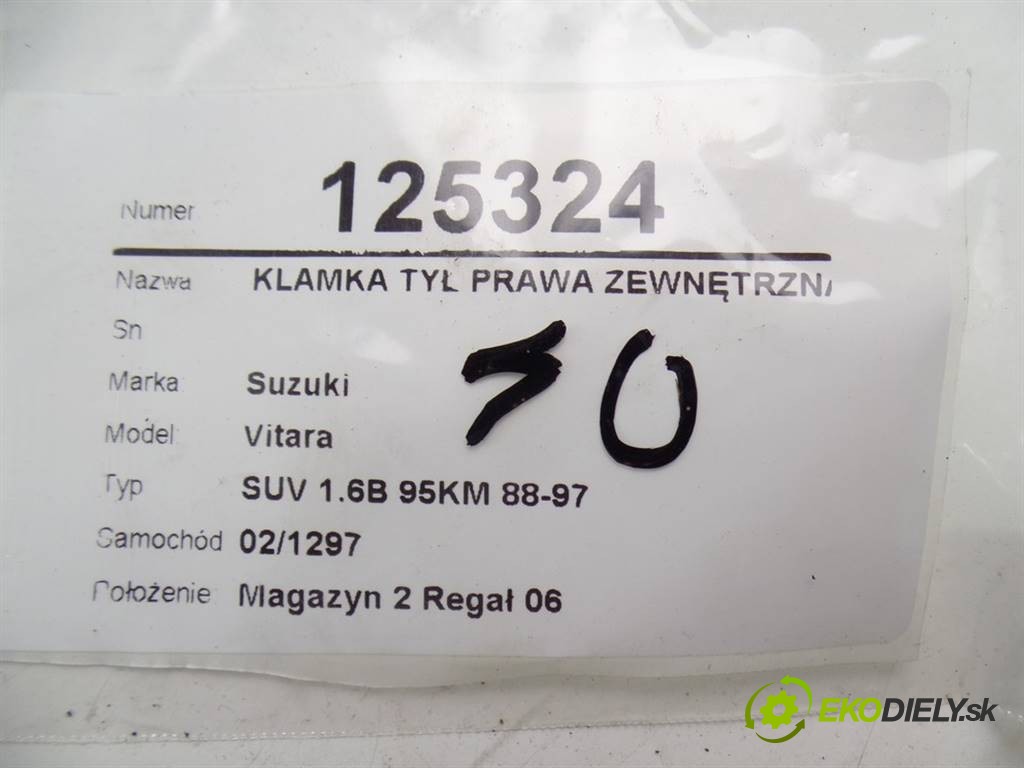 Numer 125324
Nazwa KLAMKA TYŁ PRAWA ZEWNĘTRZNA
Sn
Marka Suzuki
Model Vitara
Typ SUV 1.6B 95KM 88-97
Samochód 02/1297
Położenie Magazyn 2 Regał 06
EKODIELY.sk